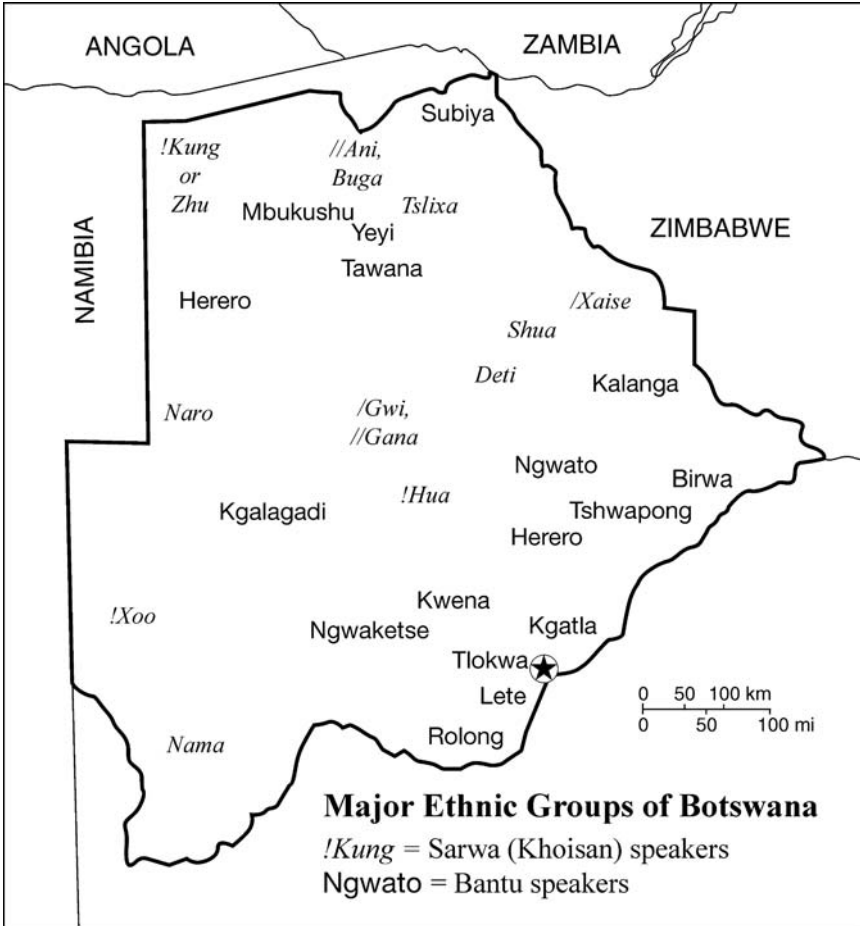 ANGOLA
ZAMBIA
Subiya
!Kung
or
Zhu
//Ani,
Buga
Mbukushu
Tslixa
Yeyi
ZIMBABWE
NAMIBIA
Tawana
Herero
/Xaise
Shua
Deti
Kalanga
Naro
/Gwi,
//Gana
Ngwato
Birwa
!Hua
Kgalagadi
Tshwapong
Herero
Kwena
!Xoo
Ngwaketse
Kgatla
Tlokwa
Lete
0 50 100 km
0 50 100 mi
Rolong
Nama
Major Ethnic Groups of Botswana
!Kung = Sarwa (Khoisan) speakers
Ngwato = Bantu speakers